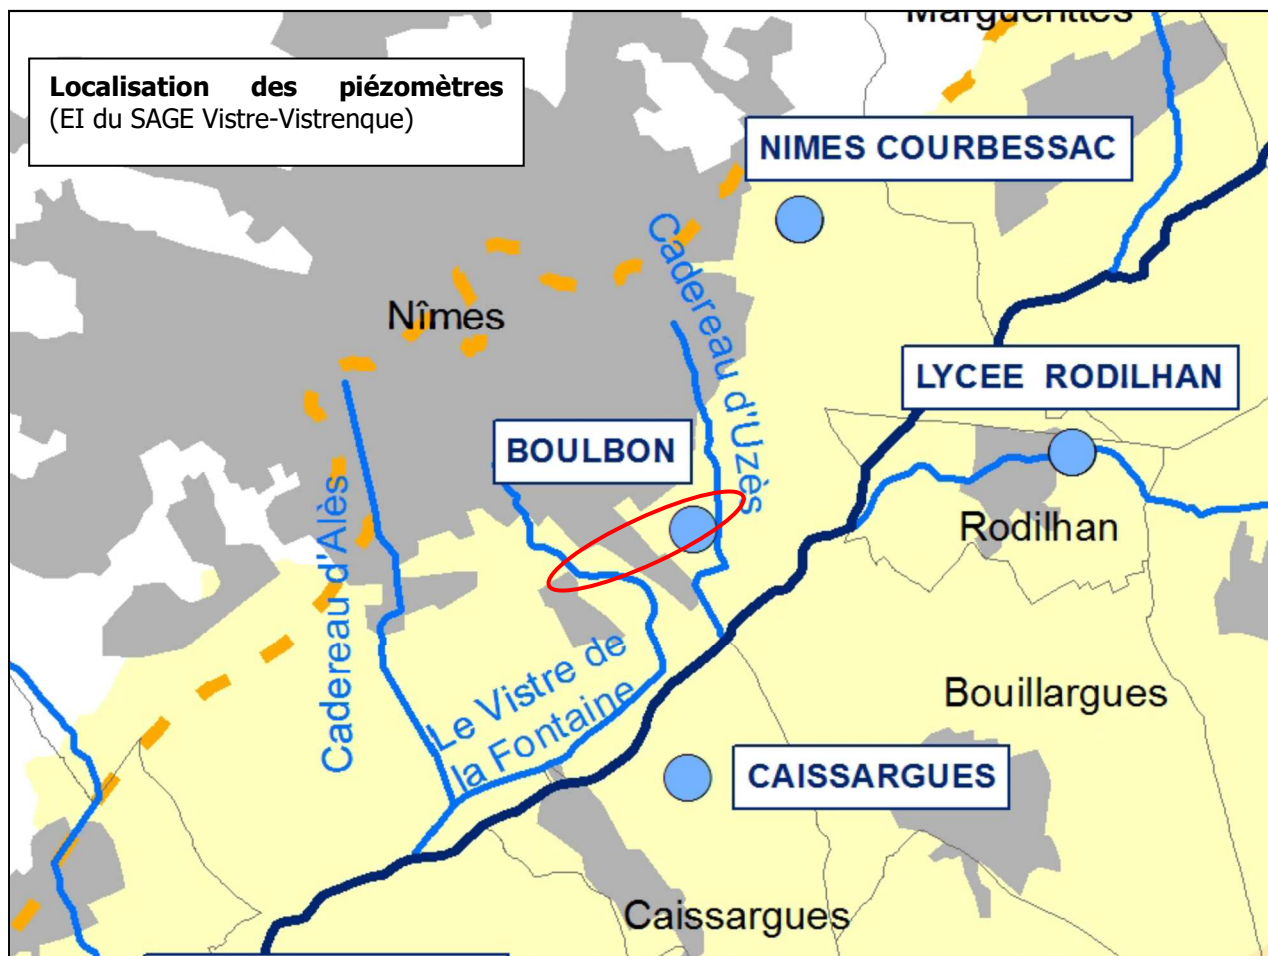 Marguerittes
Localisation des piézomètres
(EI du SAGE Vistre-Vistrenque)
NIMES COURBESSAC
Cadereau d'Uzès
Nîmes
LYCEE RODILHAN
BOULBON
Cadereau d'Alès
Rodilhan
Le Vistre de
la Fontaine
Bouillargues
CAISSARGUES
Caissargues